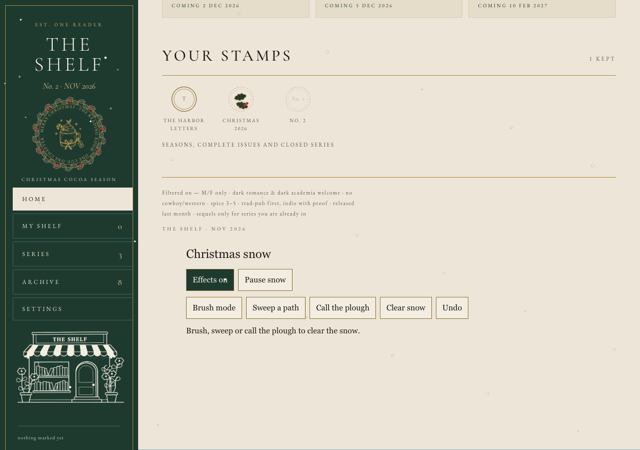 EST. ONE READER
THE
SHELF
No. 2 · NOV 2026
CHRISTMAS COCOA SEASON
HOME
MY SHELF 0
SERIES 3
ARCHIVE 8
SETTINGS
THE SHELF
nothing marked yet
COMING 2 DEC 2026
COMING 3 DEC 2026
COMING 10 FEB 2027
YOUR STAMPS
1 KEPT
T
No. 2
THE HARBOR
LETTERS
CHRISTMAS
2026
NO. 2
SEASONS, COMPLETE ISSUES AND CLOSED SERIES
Filtered on — M/F only · dark romance & dark academia welcome · no
cowboy/western · spice 3–5 · trad-pub first, indie with proof · released
last month · sequels only for series you are already in
THE SHELF · NOV 2026
Christmas snow
Effects on
Pause snow
Brush mode
Sweep a path
Call the plough
Clear snow
Undo
Brush, sweep or call the plough to clear the snow.